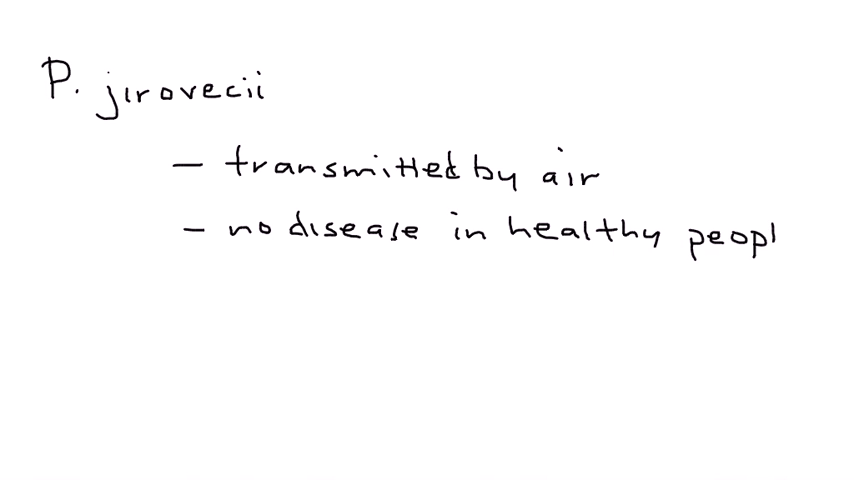 P. jirovecii
- transmitted by air
- no disease in healthy peopl